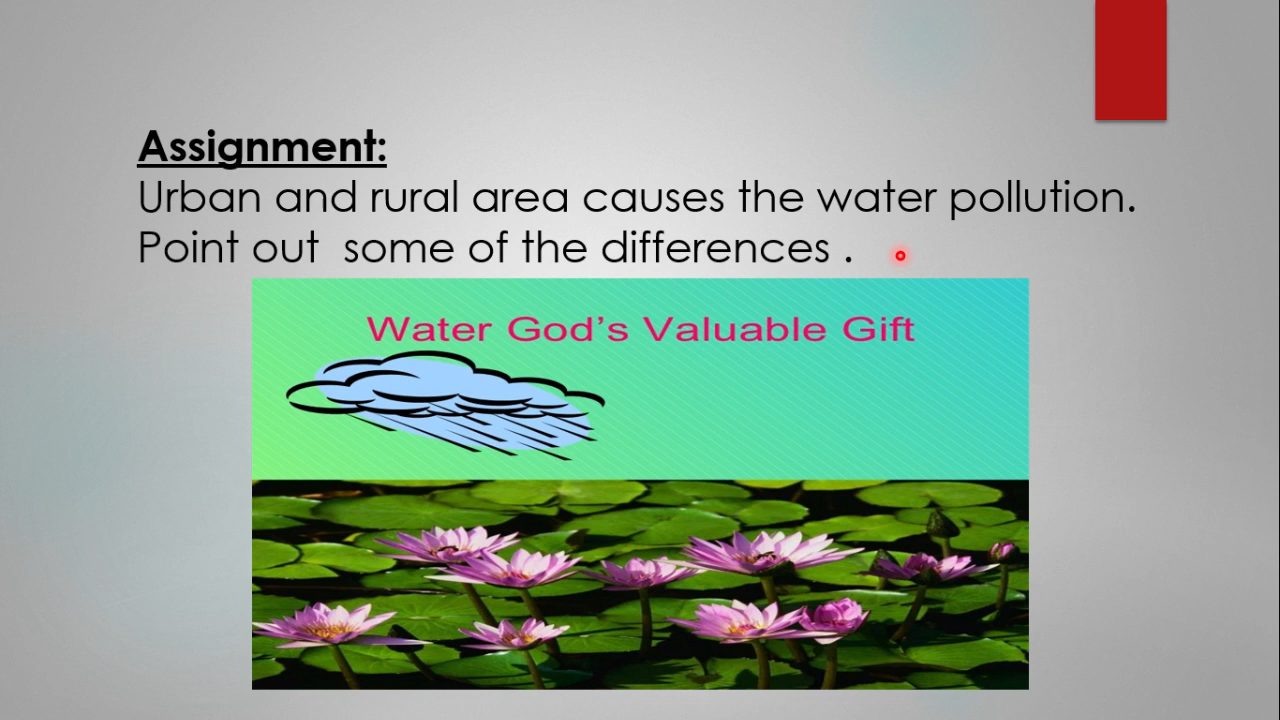 Assignment:
Urban and rural area causes the water pollution.
Point out  some of the differences .
Water God’s Valuable Gift